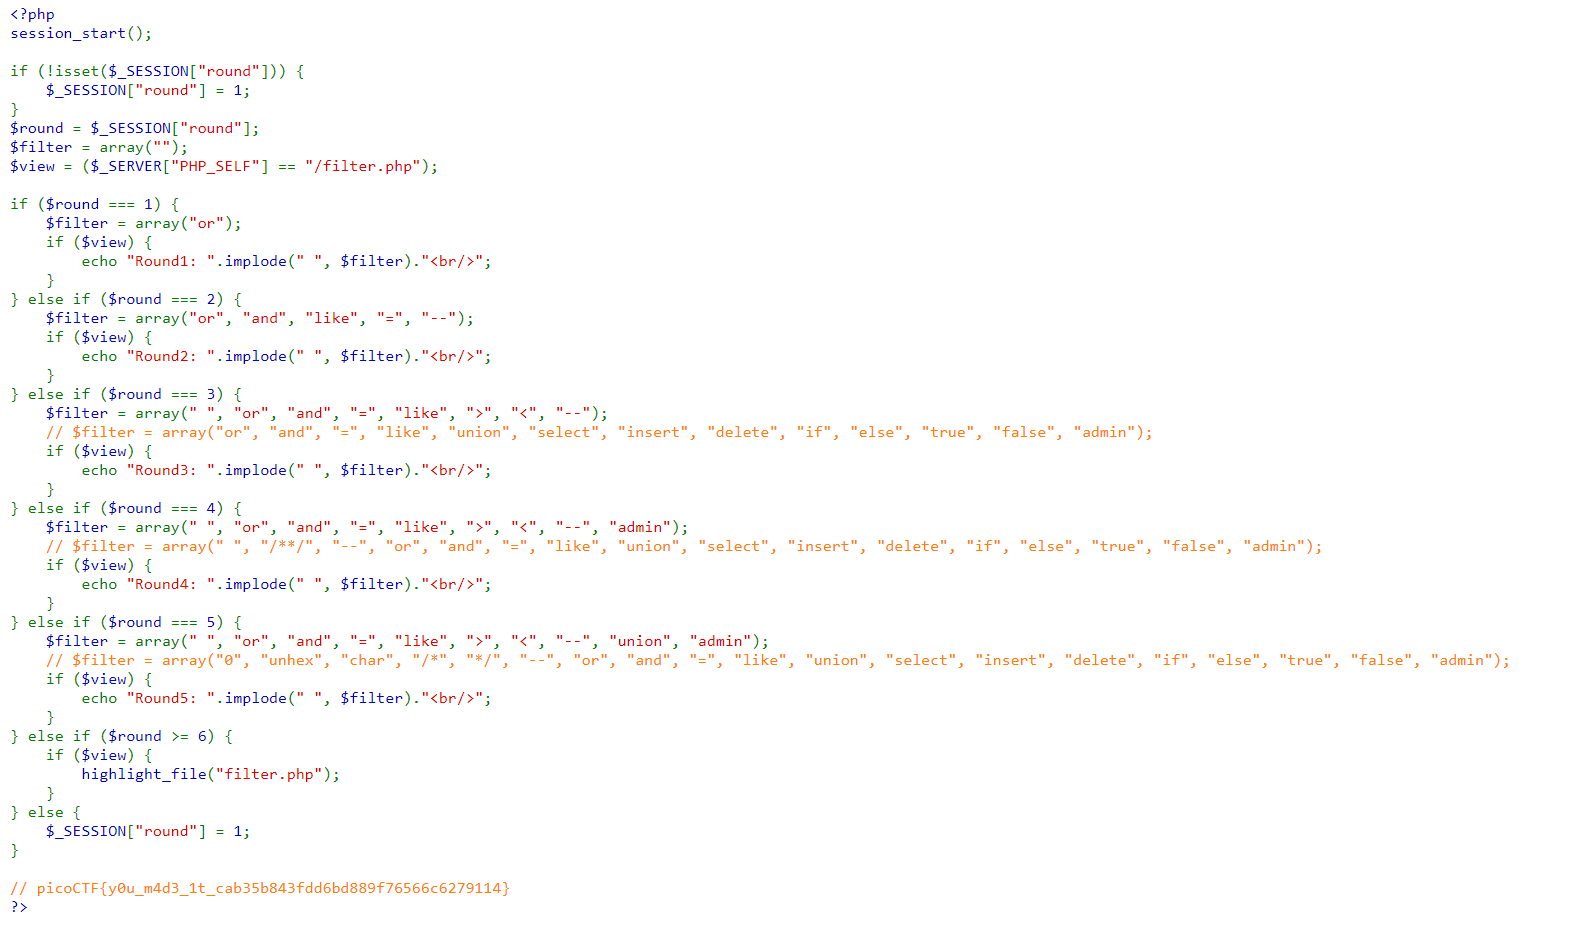 <?php
session_start();

if (!isset($_SESSION["round"])) {
    $_SESSION["round"] = 1;
}
$round = $_SESSION["round"];
$filter = array("");
$view = ($_SERVER["PHP_SELF"] == "/filter.php");

if ($round === 1) {
    $filter = array("or");
    if ($view) {
        echo "Round1: ".implode(" ", $filter)."<br/>";
    }
} else if ($round === 2) {
    $filter = array("or", "and", "like", "=", "--");
    if ($view) {
        echo "Round2: ".implode(" ", $filter)."<br/>";
    }
} else if ($round === 3) {
    $filter = array(" ", "or", "and", "=", "like", ">", "<", "--");
    // $filter = array("or", "and", "=", "like", "union", "select", "insert", "delete", "if", "else", "true", "false", "admin");
    if ($view) {
        echo "Round3: ".implode(" ", $filter)."<br/>";
    }
} else if ($round === 4) {
    $filter = array(" ", "or", "and", "=", "like", ">", "<", "--", "admin");
    // $filter = array(" ", "/**/", "--", "or", "and", "=", "like", "union", "select", "insert", "delete", "if", "else", "true", "false", "admin");
    if ($view) {
        echo "Round4: ".implode(" ", $filter)."<br/>";
    }
} else if ($round === 5) {
    $filter = array(" ", "or", "and", "=", "like", ">", "<", "--", "union", "admin");
    // $filter = array("0", "unhex", "char", "/*", "*/", "--", "or", "and", "=", "like", "union", "select", "insert", "delete", "if", "else", "true", "false", "admin");
    if ($view) {
        echo "Round5: ".implode(" ", $filter)."<br/>";
    }
} else if ($round >= 6) {
    if ($view) {
        highlight_file("filter.php");
    }
} else {
    $_SESSION["round"] = 1;
}

// picoCTF{y0u_m4d3_1t_cab35b843fdd6bd889f76566c6279114}
?>